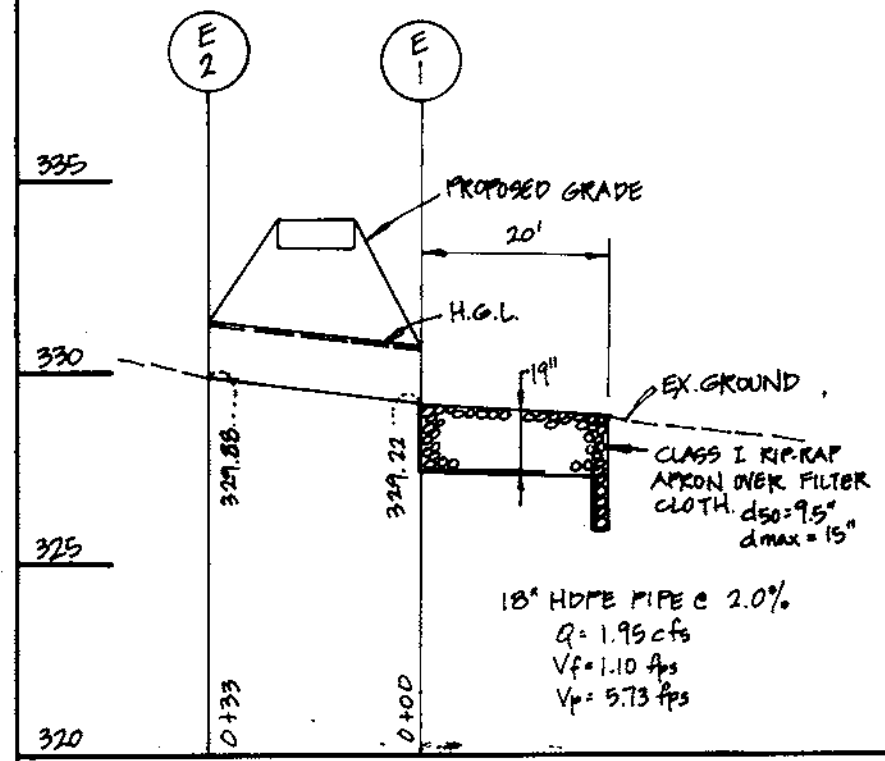 E
2
E
1
335
PROPOSED GRADE
20'
H.G.L.
330
19"
EX. GROUND
329.88
329.22
CLASS I RIP-RAP
APRON OVER FILTER
CLOTH. d50=9.5"
dmax = 15"
325
18" HDPE PIPE @ 2.0%
Q= 1.95 cfs
Vf= 1.10 fps
Vp= 5.73 fps
0+33
0+00
320